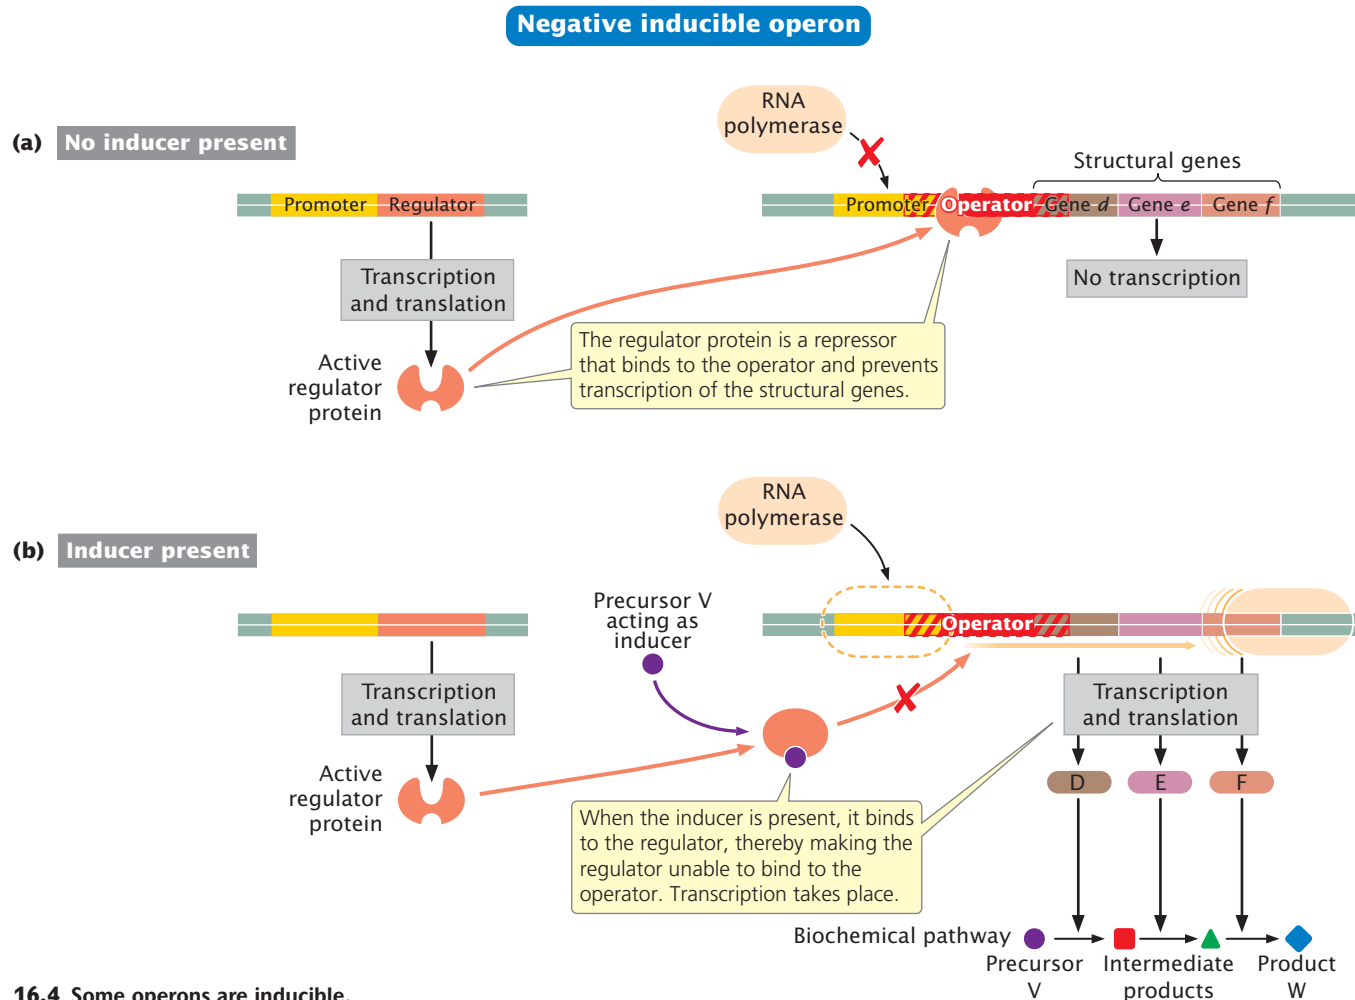 Negative inducible operon
(a) No inducer present
RNA
polymerase
Structural genes
Promoter Regulator
Promoter Operator Gene d Gene e Gene f
Transcription
and translation
No transcription
Active
regulator
protein
The regulator protein is a repressor
that binds to the operator and prevents
transcription of the structural genes.
(b) Inducer present
RNA
polymerase
Precursor V
acting as
inducer
Operator
Transcription
and translation
Transcription
and translation
Active
regulator
protein
D E F
When the inducer is present, it binds
to the regulator, thereby making the
regulator unable to bind to the
operator. Transcription takes place.
Biochemical pathway
Precursor
V
Intermediate
products
Product
W
16.4 Some operons are inducible.